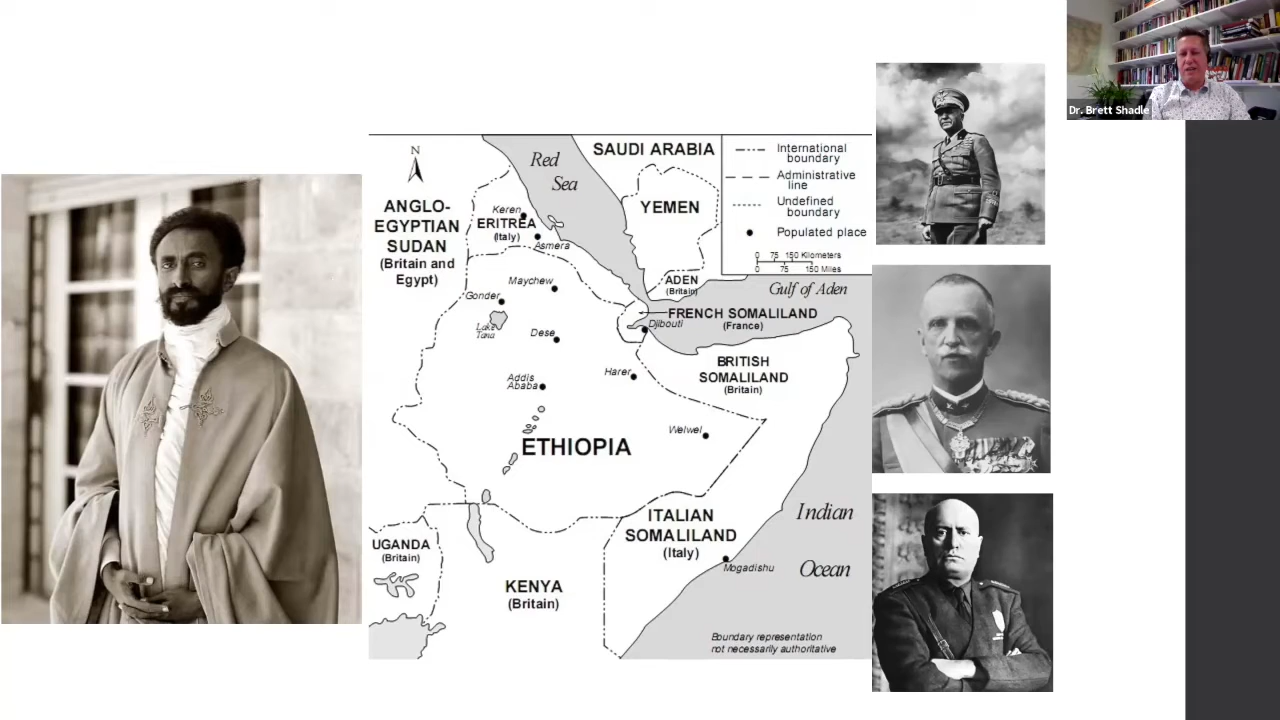 Dr. Brett Shadle
N
Red
Sea
SAUDI ARABIA
International
boundary
Administrative
line
Undefined
boundary
Populated place
0 75 150 Kilometers
0 75 150 Miles
ANGLO-
EGYPTIAN
SUDAN
(Britain and
Egypt)
Keren
ERITREA
(Italy)
Asmera
YEMEN
ADEN
(Britain)
Gulf of Aden
Maychew
Gonder
Lake
Tana
Dese
FRENCH SOMALILAND
(France)
Djibouti
BRITISH
SOMALILAND
(Britain)
Addis
Ababa
Harer
Welwel
ETHIOPIA
ITALIAN
SOMALILAND
(Italy)
Indian
Ocean
Mogadishu
UGANDA
(Britain)
KENYA
(Britain)
Boundary representation
not necessarily authoritative